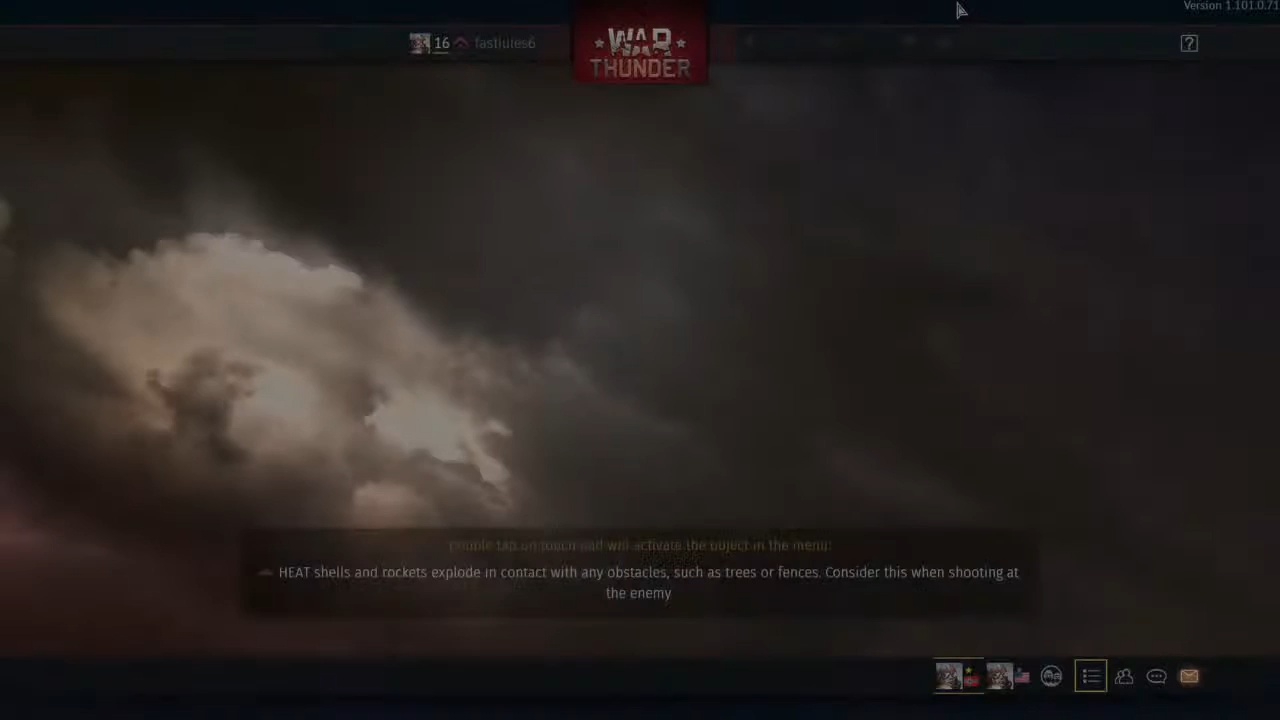 Version 1.101.0.71
16 fastlules6
WAR
THUNDER
?
Double tap on touch pad will activate the object in the menu!
HEAT shells and rockets explode in contact with any obstacles, such as trees or fences. Consider this when shooting at
the enemy